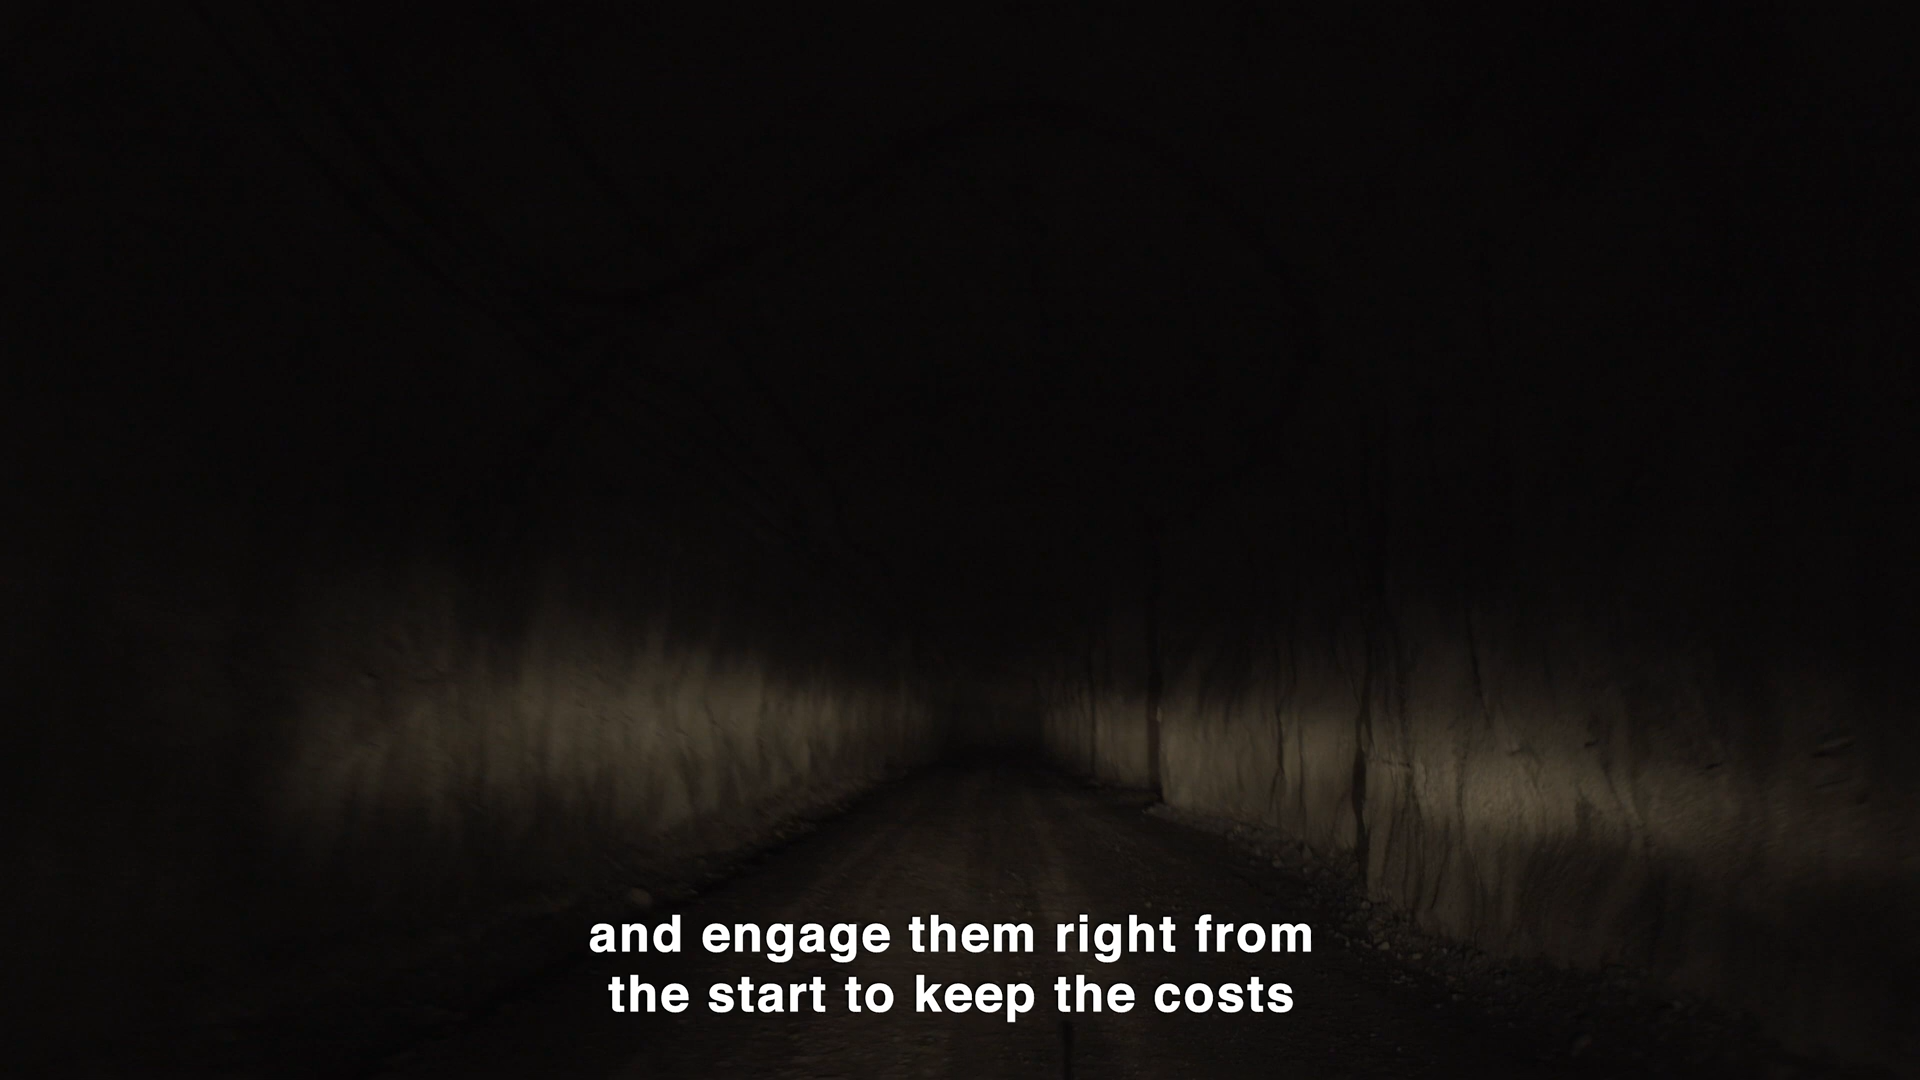 and engage them right from
the start to keep the costs